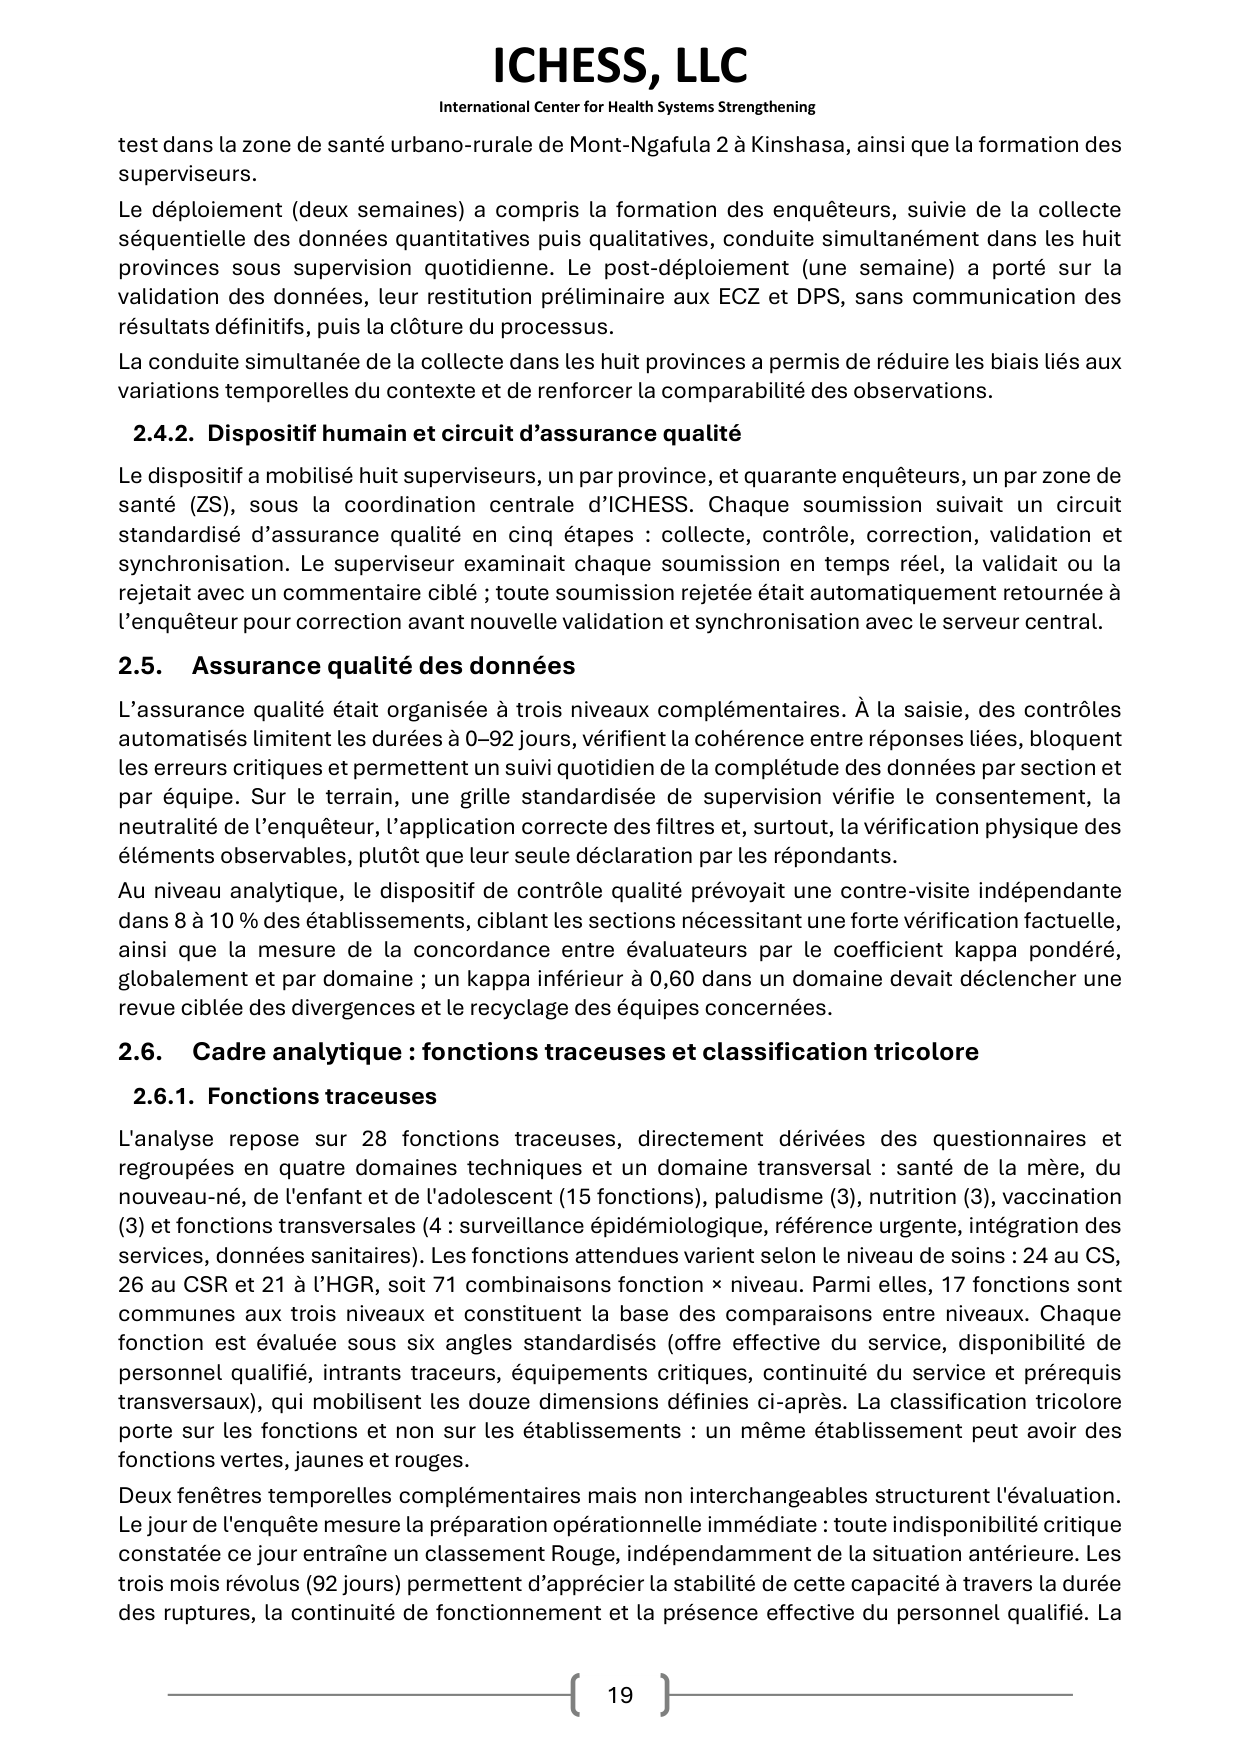 ICHESS, LLC
International Center for Health Systems Strengthening
test dans la zone de santé urbano-rurale de Mont-Ngafula 2 à Kinshasa, ainsi que la formation des
superviseurs.
Le déploiement (deux semaines) a compris la formation des enquêteurs, suivie de la collecte
séquentielle des données quantitatives puis qualitatives, conduite simultanément dans les huit
provinces sous supervision quotidienne. Le post-déploiement (une semaine) a porté sur la
validation des données, leur restitution préliminaire aux ECZ et DPS, sans communication des
résultats définitifs, puis la clôture du processus.
La conduite simultanée de la collecte dans les huit provinces a permis de réduire les biais liés aux
variations temporelles du contexte et de renforcer la comparabilité des observations.
2.4.2. Dispositif humain et circuit d’assurance qualité
Le dispositif a mobilisé huit superviseurs, un par province, et quarante enquêteurs, un par zone de
santé (ZS), sous la coordination centrale d’ICHESS. Chaque soumission suivait un circuit
standardisé d’assurance qualité en cinq étapes : collecte, contrôle, correction, validation et
synchronisation. Le superviseur examinait chaque soumission en temps réel, la validait ou la
rejetait avec un commentaire ciblé ; toute soumission rejetée était automatiquement retournée à
l’enquêteur pour correction avant nouvelle validation et synchronisation avec le serveur central.
2.5. Assurance qualité des données
L’assurance qualité était organisée à trois niveaux complémentaires. À la saisie, des contrôles
automatisés limitent les durées à 0–92 jours, vérifient la cohérence entre réponses liées, bloquent
les erreurs critiques et permettent un suivi quotidien de la complétude des données par section et
par équipe. Sur le terrain, une grille standardisée de supervision vérifie le consentement, la
neutralité de l’enquêteur, l’application correcte des filtres et, surtout, la vérification physique des
éléments observables, plutôt que leur seule déclaration par les répondants.
Au niveau analytique, le dispositif de contrôle qualité prévoyait une contre-visite indépendante
dans 8 à 10 % des établissements, ciblant les sections nécessitant une forte vérification factuelle,
ainsi que la mesure de la concordance entre évaluateurs par le coefficient kappa pondéré,
globalement et par domaine ; un kappa inférieur à 0,60 dans un domaine devait déclencher une
revue ciblée des divergences et le recyclage des équipes concernées.
2.6. Cadre analytique : fonctions traceuses et classification tricolore
2.6.1. Fonctions traceuses
L'analyse repose sur 28 fonctions traceuses, directement dérivées des questionnaires et
regroupées en quatre domaines techniques et un domaine transversal : santé de la mère, du
nouveau-né, de l'enfant et de l'adolescent (15 fonctions), paludisme (3), nutrition (3), vaccination
(3) et fonctions transversales (4 : surveillance épidémiologique, référence urgente, intégration des
services, données sanitaires). Les fonctions attendues varient selon le niveau de soins : 24 au CS,
26 au CSR et 21 à l’HGR, soit 71 combinaisons fonction × niveau. Parmi elles, 17 fonctions sont
communes aux trois niveaux et constituent la base des comparaisons entre niveaux. Chaque
fonction est évaluée sous six angles standardisés (offre effective du service, disponibilité de
personnel qualifié, intrants traceurs, équipements critiques, continuité du service et prérequis
transversaux), qui mobilisent les douze dimensions définies ci-après. La classification tricolore
porte sur les fonctions et non sur les établissements : un même établissement peut avoir des
fonctions vertes, jaunes et rouges.
Deux fenêtres temporelles complémentaires mais non interchangeables structurent l'évaluation.
Le jour de l'enquête mesure la préparation opérationnelle immédiate : toute indisponibilité critique
constatée ce jour entraîne un classement Rouge, indépendamment de la situation antérieure. Les
trois mois révolus (92 jours) permettent d’apprécier la stabilité de cette capacité à travers la durée
des ruptures, la continuité de fonctionnement et la présence effective du personnel qualifié. La
19